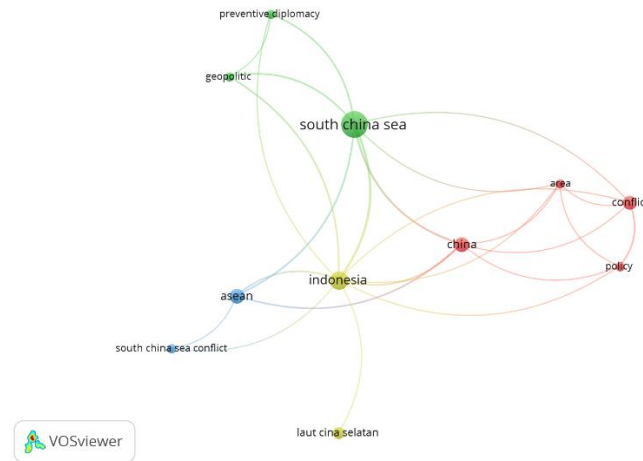 preventive diplomacy
geopolitic
south china sea
area
conflict
china
policy
indonesia
asean
south china sea conflict
laut cina selatan
VOSviewer